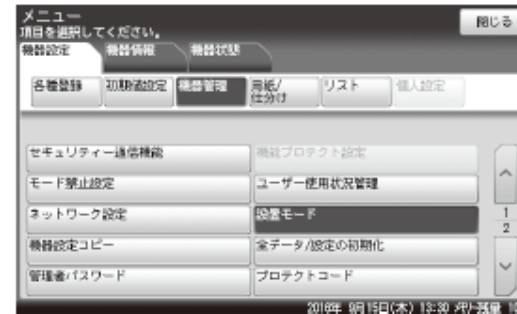 メニュー
項目を選択してください。
閉じる
機器設定 機器情報 機器状態
各種登録 初期値設定 機器管理 用紙/仕分け リスト 個人設定
セキュリティー通信機能 機能プロテクト設定
モード禁止設定 ユーザー使用状況管理
ネットワーク設定 設置モード
機器設定コピー 全データ/設定の初期化
管理者パスワード プロテクトコード
1
2
2016年 9月15日(木) 13:30 メモリ残量 10